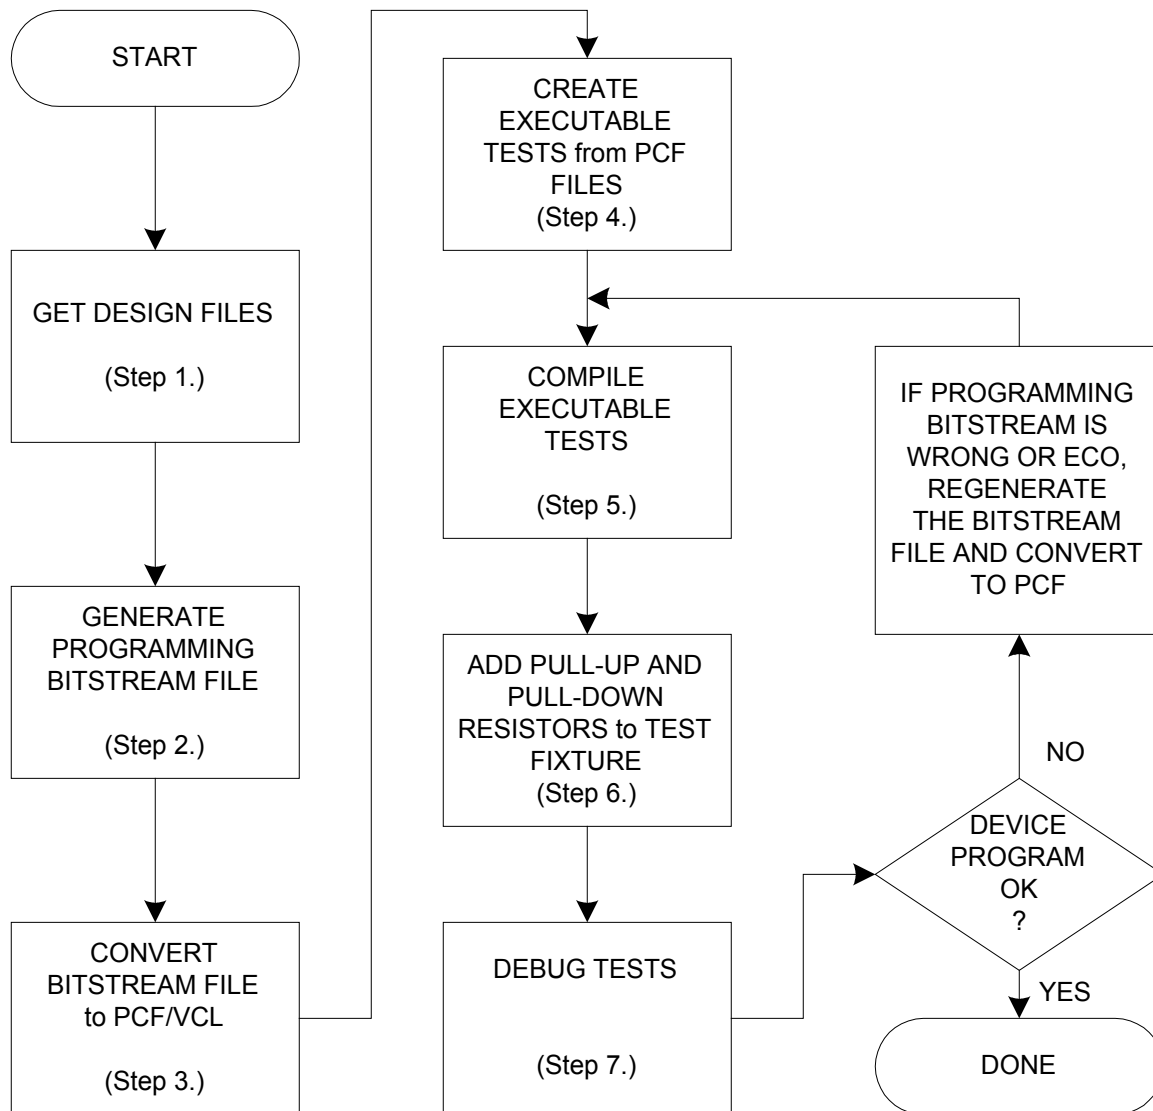 START
GET DESIGN FILES
(Step 1.)
GENERATE
PROGRAMMING
BITSTREAM FILE
(Step 2.)
CONVERT
BITSTREAM FILE
to PCF/VCL
(Step 3.)
CREATE
EXECUTABLE
TESTS from PCF
FILES
(Step 4.)
COMPILE
EXECUTABLE
TESTS
(Step 5.)
ADD PULL-UP AND
PULL-DOWN
RESISTORS to TEST
FIXTURE
(Step 6.)
DEBUG TESTS
(Step 7.)
IF PROGRAMMING
BITSTREAM IS
WRONG OR ECO,
REGENERATE
THE BITSTREAM
FILE AND CONVERT
TO PCF
NO
DEVICE
PROGRAM
OK
?
YES
DONE